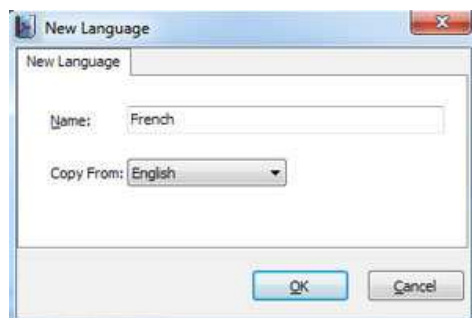 New Language
New Language
Name: French
Copy From: English
OK Cancel